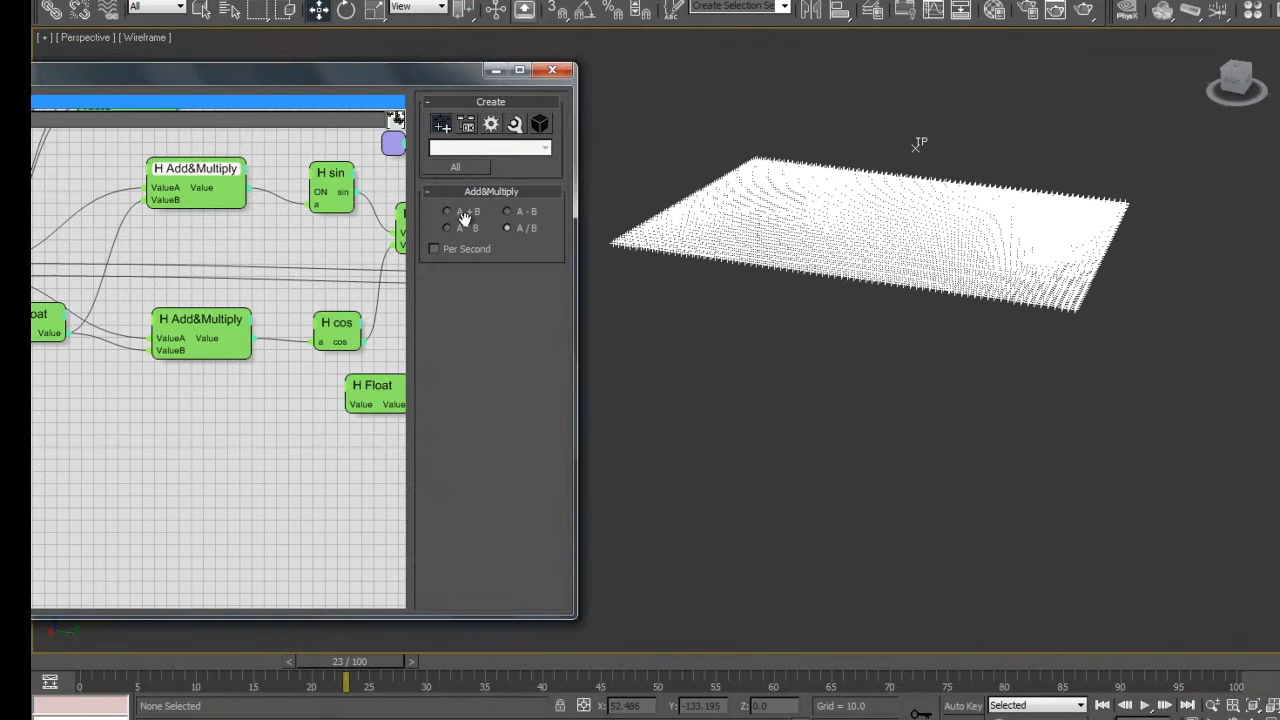 All
View
Create Selection Se
[ + ] [ Perspective ] [ Wireframe ]
Create
All
Add&Multiply
A + B
A - B
A / B
Per Second
H Add&Multiply
ValueA Value
ValueB
H sin
ON sin
a
oat
Value
H Add&Multiply
ValueA Value
ValueB
H cos
a cos
H Float
Value Value
TP
23 / 100
0 5 10 15 20 25 30 35 40 45 50 55 60 65 70 75 80 85 90 95 100
None Selected
X: 52.486 Y: -133.195 Z: 0.0 Grid = 10.0 Auto Key Selected